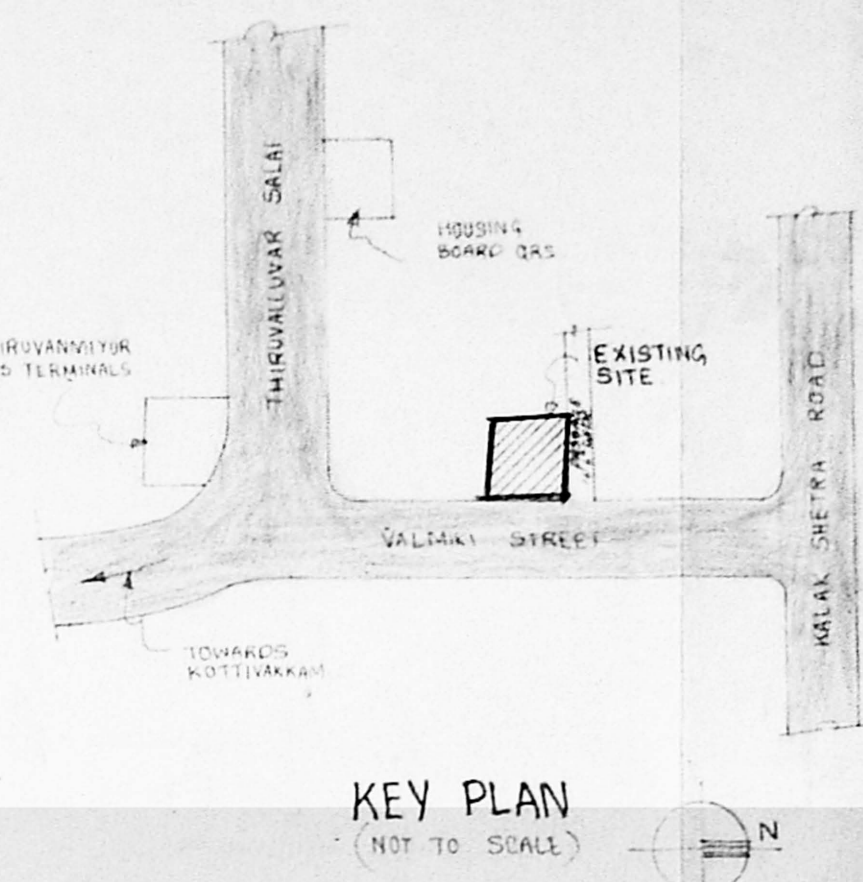 THIRUVALLUVAR SALAI
HOUSING
BOARD QRS
IRUVANMIYUR
S TERMINALS
EXISTING
SITE
KALAK SHETRA ROAD
VALMIKI STREET
TOWARDS
KOTTIVAKKAM
KEY PLAN
(NOT TO SCALE)
N